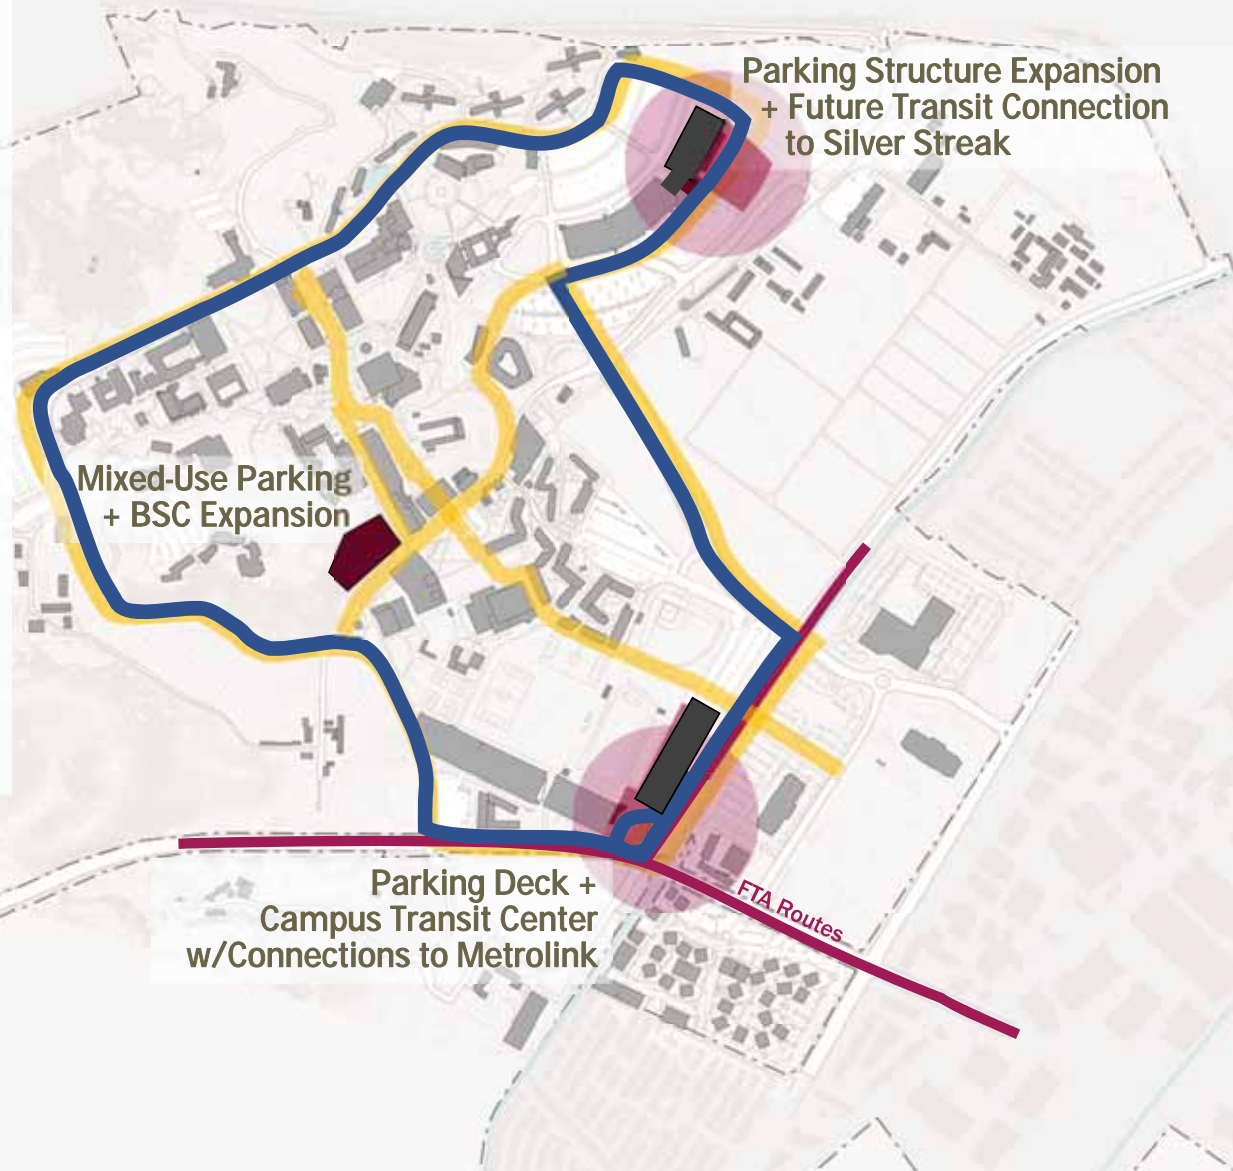 Parking Structure Expansion
+ Future Transit Connection
to Silver Streak
Mixed-Use Parking
+ BSC Expansion
Parking Deck +
Campus Transit Center
w/Connections to Metrolink
FTA Routes